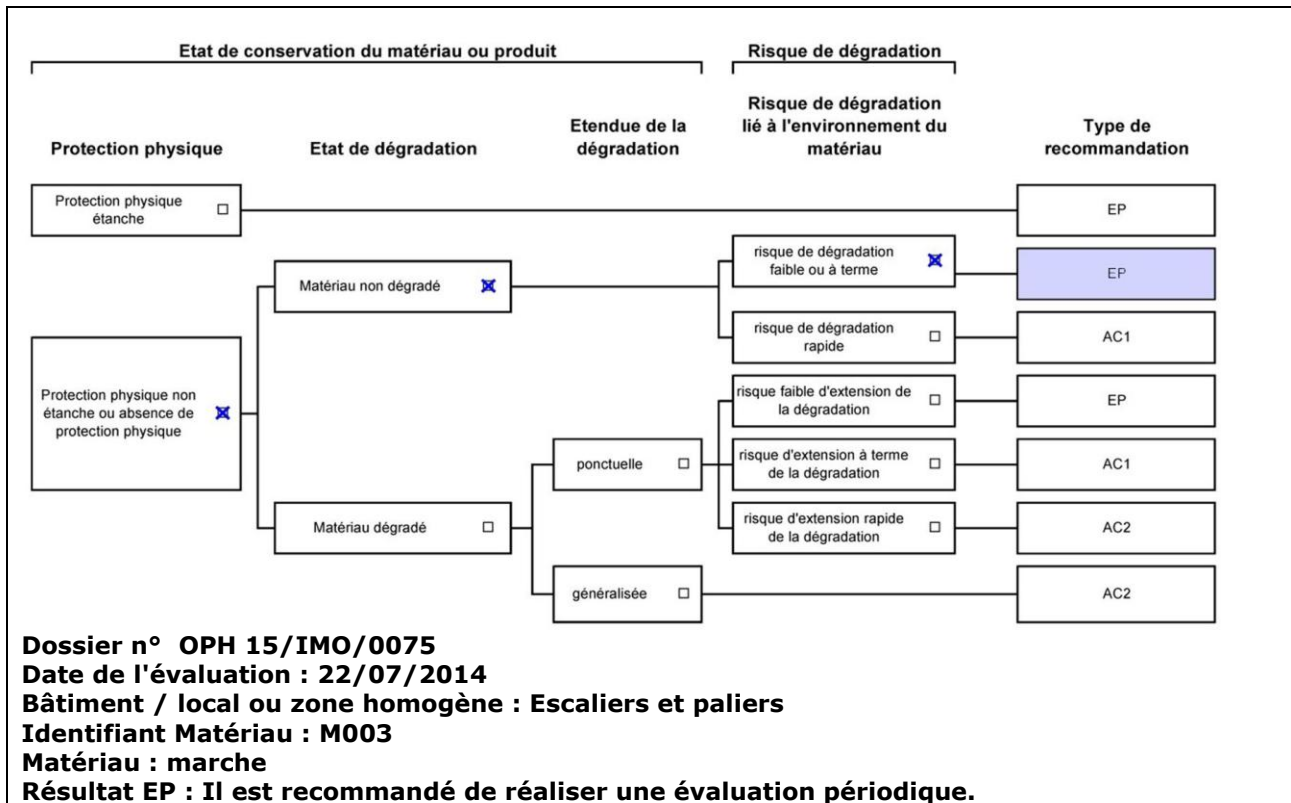 Etat de conservation du matériau ou produit
Risque de dégradation
Protection physique
Etat de dégradation
Etendue de la
dégradation
Risque de dégradation
lié à l'environnement du
matériau
Type de
recommandation
Protection physique
étanche
EP
risque de dégradation
faible ou à terme
EP
Matériau non dégradé
risque de dégradation
rapide
AC1
Protection physique non
étanche ou absence de
protection physique
risque faible d'extension de
la dégradation
EP
ponctuelle
risque d'extension à terme
de la dégradation
AC1
Matériau dégradé
risque d'extension rapide
de la dégradation
AC2
généralisée
AC2
Dossier n° OPH 15/IMO/0075
Date de l'évaluation : 22/07/2014
Bâtiment / local ou zone homogène : Escaliers et paliers
Identifiant Matériau : M003
Matériau : marche
Résultat EP : Il est recommandé de réaliser une évaluation périodique.